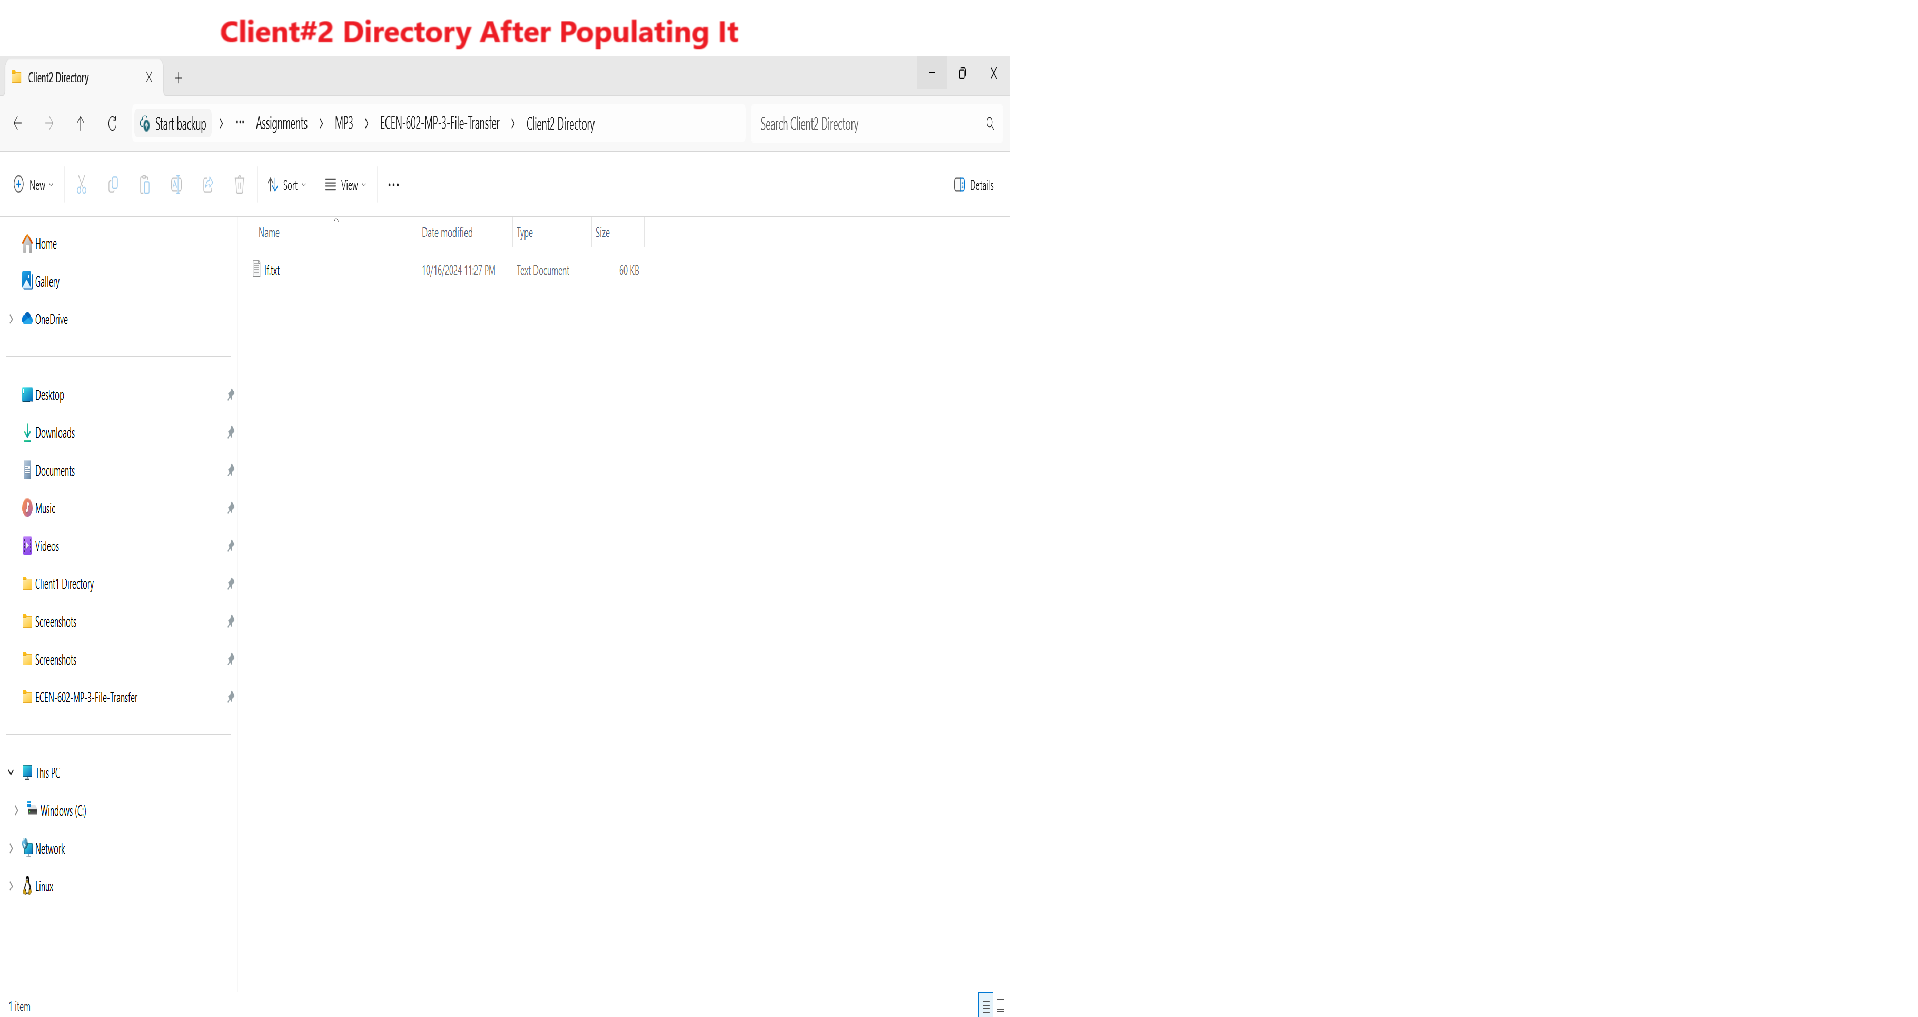 Client#2 Directory After Populating It
Client2 Directory
Start backup > ... Assignments > MP3 > ECEN-602-MP-3-File-Transfer > Client2 Directory
Search Client2 Directory
New
Sort
View
Details
Name Date modified Type Size
lf.txt 10/16/2024 11:27 PM Text Document 60 KB
Home
Gallery
OneDrive
Desktop
Downloads
Documents
Music
Videos
Client1 Directory
Screenshots
Screenshots
ECEN-602-MP-3-File-Transfer
This PC
Windows (C:)
Network
Linux
1 item